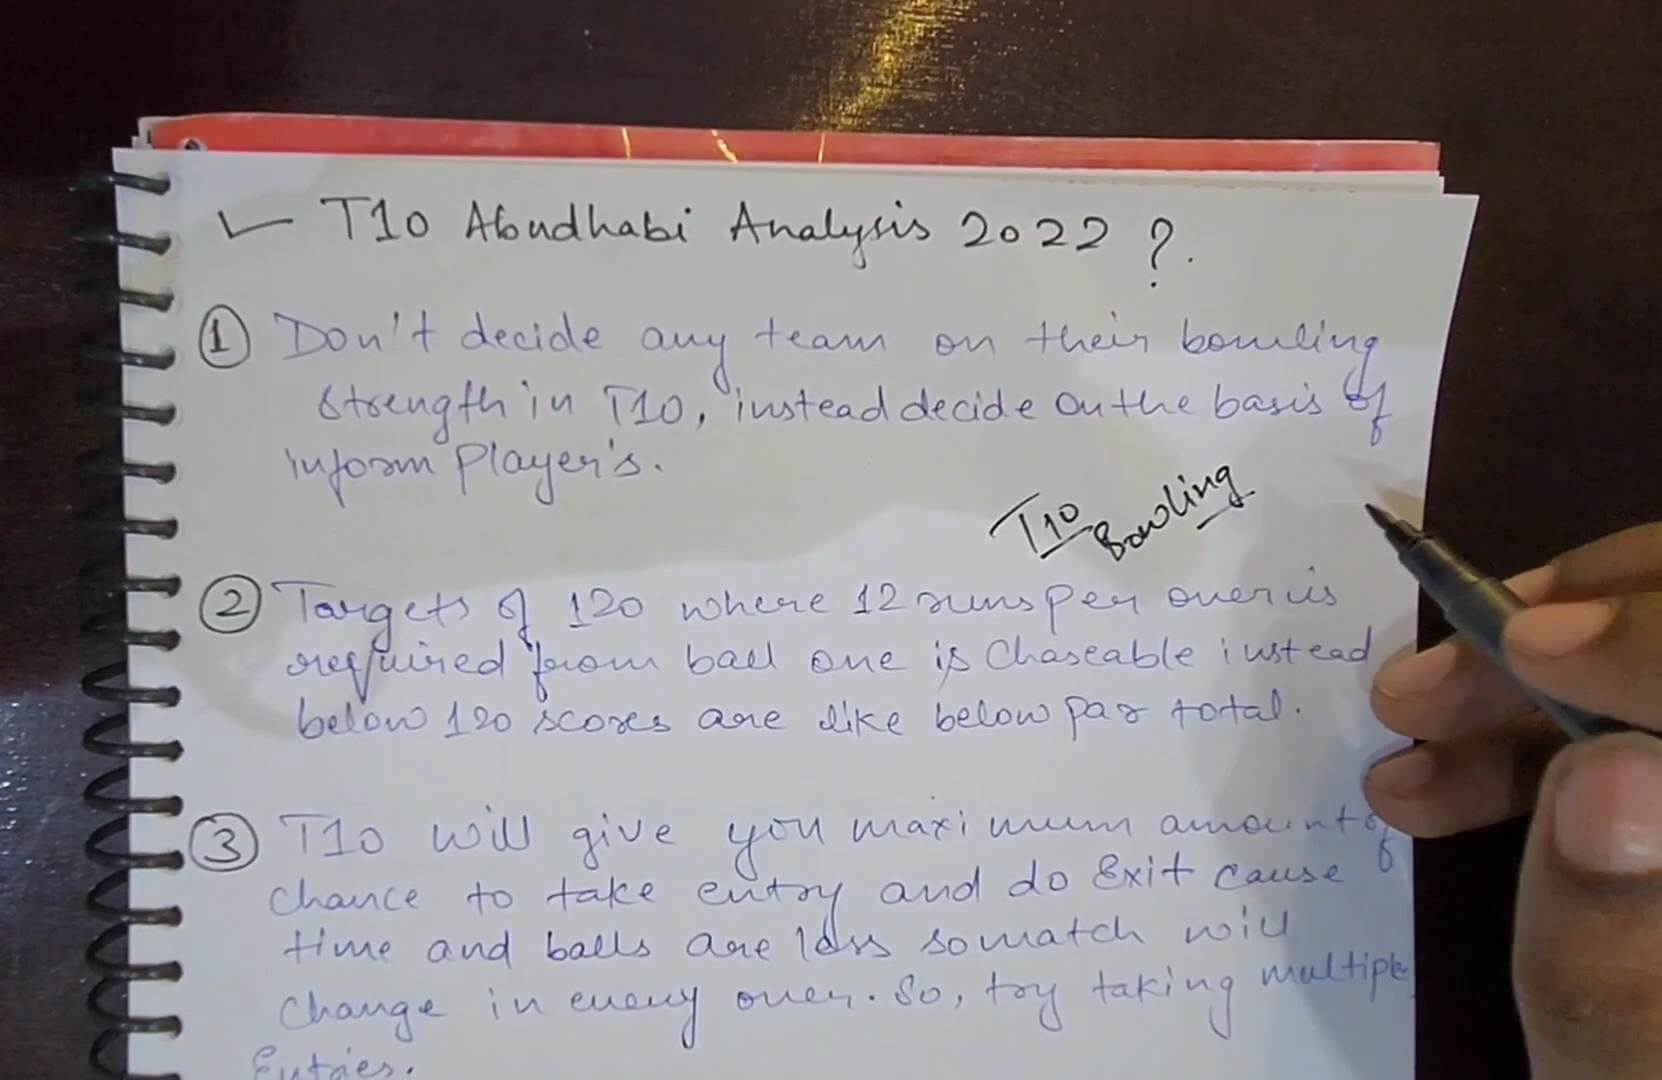 T10 Abudhabi Analysis 2022 ?.
① Don't decide any team on their bowling
strength in T10, instead decide on the basis of
inform Player's.
T10 Bowling
② Targets of 120 where 12 runs per over is
required from ball one is Chaseable instead
below 120 scores are like below par total.
③ T10 will give you maximum amount of
chance to take entry and do Exit cause
time and balls are less so match will
change in every over. So, try taking multiple
Entries.